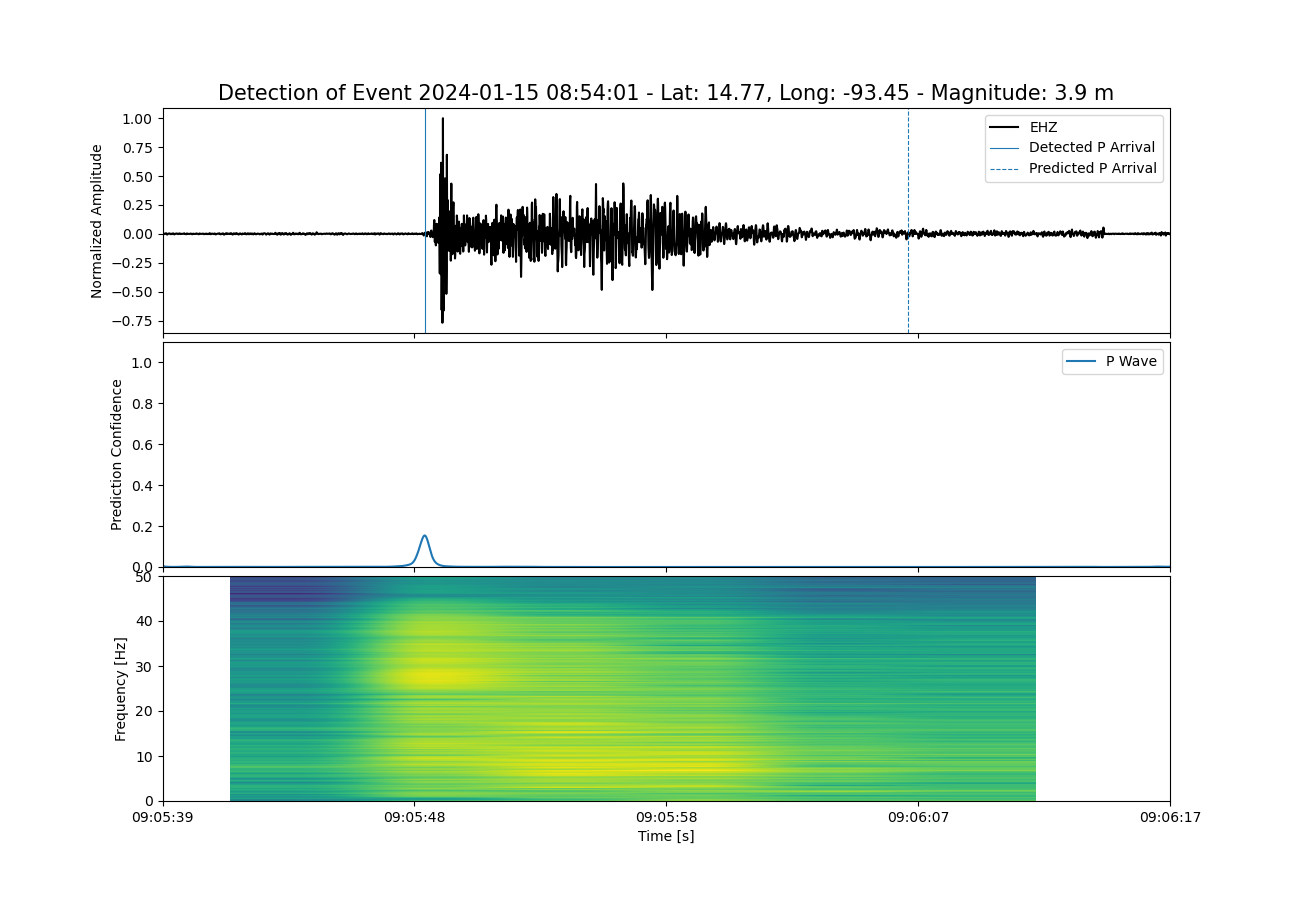 Detection of Event 2024-01-15 08:54:01 - Lat: 14.77, Long: -93.45 - Magnitude: 3.9 m
Normalized Amplitude
1.00
0.75
0.50
0.25
0.00
−0.25
−0.50
−0.75
EHZ
Detected P Arrival
Predicted P Arrival
Prediction Confidence
1.0
0.8
0.6
0.4
0.2
0.0
P Wave
Frequency [Hz]
50
40
30
20
10
0
09:05:39
09:05:48
09:05:58
09:06:07
09:06:17
Time [s]